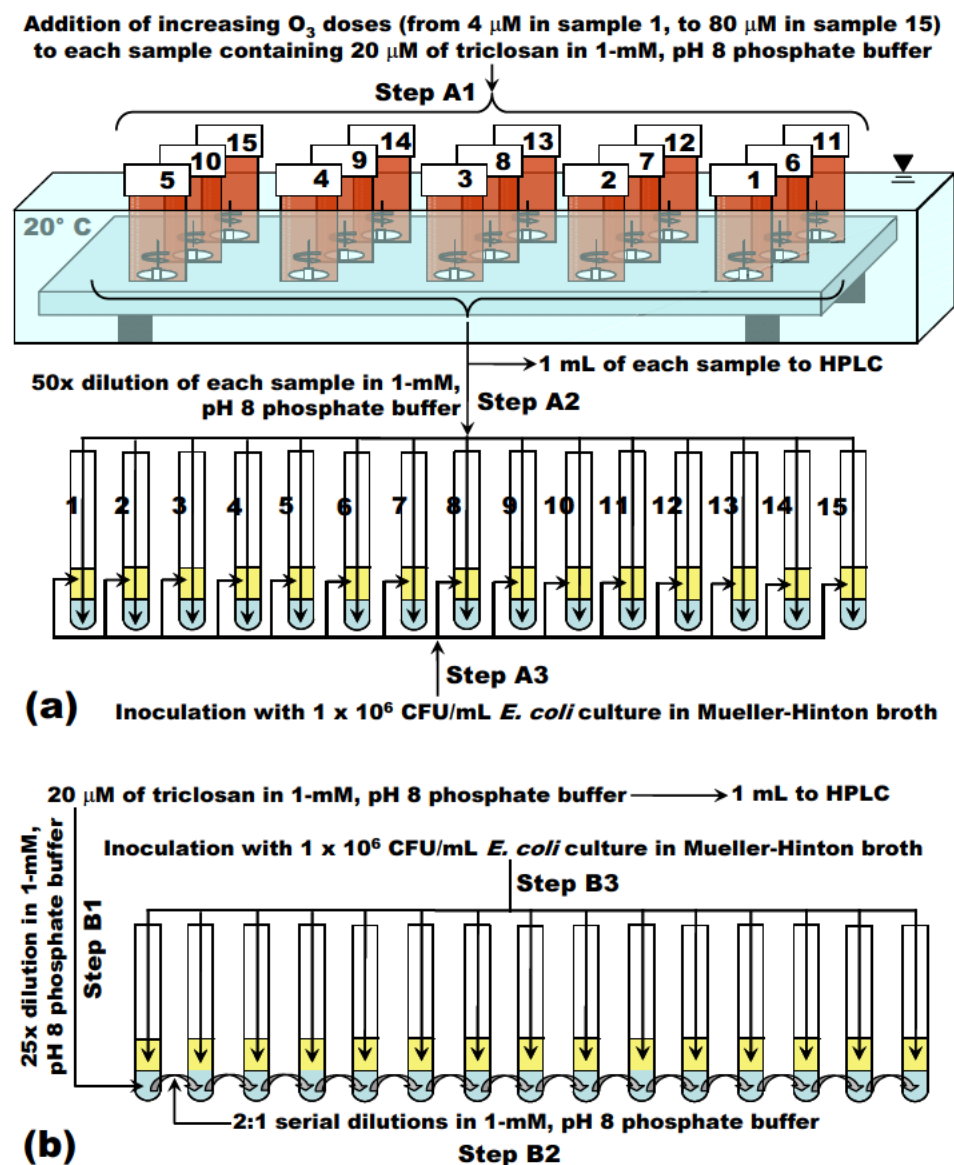 Addition of increasing O₃ doses (from 4 μM in sample 1, to 80 μM in sample 15)
to each sample containing 20 μM of triclosan in 1-mM, pH 8 phosphate buffer
Step A1
15 14 13 12 11
10 9 8 7 6
5 4 3 2 1
20° C
1 mL of each sample to HPLC
50x dilution of each sample in 1-mM,
pH 8 phosphate buffer
Step A2
1 2 3 4 5 6 7 8 9 10 11 12 13 14 15
Step A3
(a)
Inoculation with 1 x 10⁶ CFU/mL E. coli culture in Mueller-Hinton broth
20 μM of triclosan in 1-mM, pH 8 phosphate buffer
1 mL to HPLC
25x dilution in 1-mM,
pH 8 phosphate buffer
Step B1
Inoculation with 1 x 10⁶ CFU/mL E. coli culture in Mueller-Hinton broth
Step B3
2:1 serial dilutions in 1-mM, pH 8 phosphate buffer
(b)
Step B2